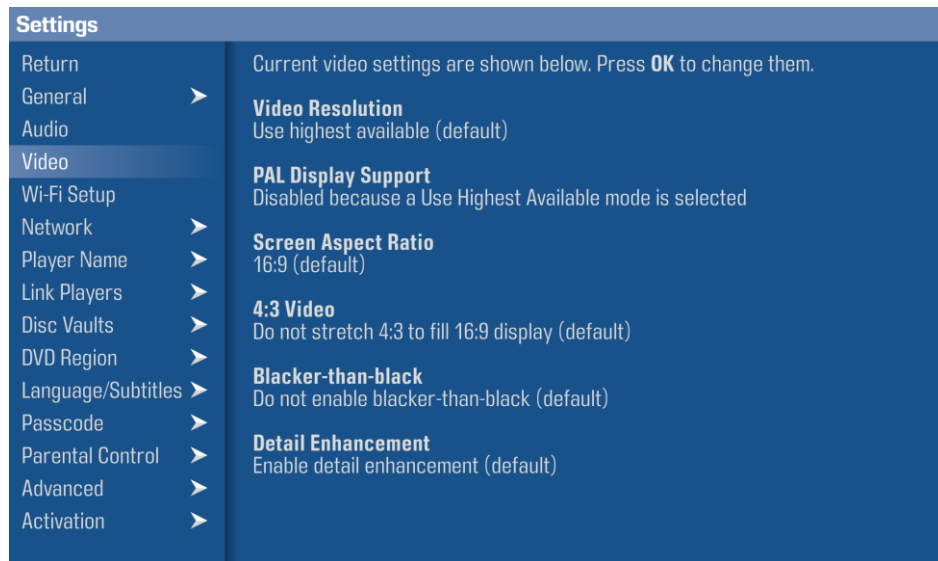 Settings
Return
General
Audio
Video
Wi-Fi Setup
Network
Player Name
Link Players
Disc Vaults
DVD Region
Language/Subtitles
Passcode
Parental Control
Advanced
Activation
Current video settings are shown below. Press OK to change them.
Video Resolution
Use highest available (default)
PAL Display Support
Disabled because a Use Highest Available mode is selected
Screen Aspect Ratio
16:9 (default)
4:3 Video
Do not stretch 4:3 to fill 16:9 display (default)
Blacker-than-black
Do not enable blacker-than-black (default)
Detail Enhancement
Enable detail enhancement (default)